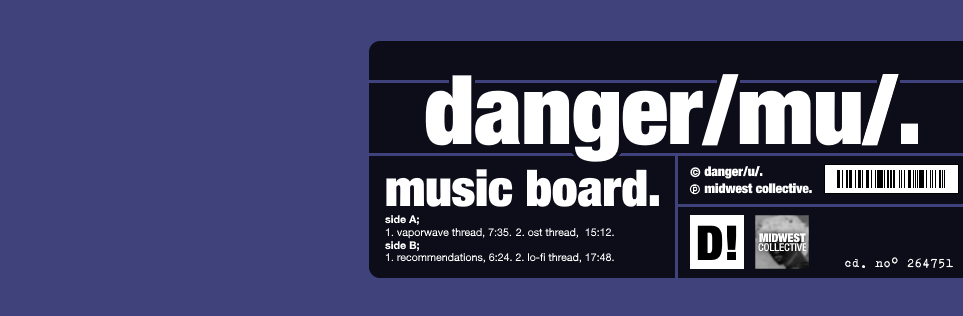 danger/mu/.
music board.
side A;
1. vaporwave thread, 7:35. 2. ost thread, 15:12.
side B;
1. recommendations, 6:24. 2. lo-fi thread, 17:48.
© danger/u/.
℗ midwest collective.
D!
MIDWEST
COLLECTIVE
cd. noº 264751